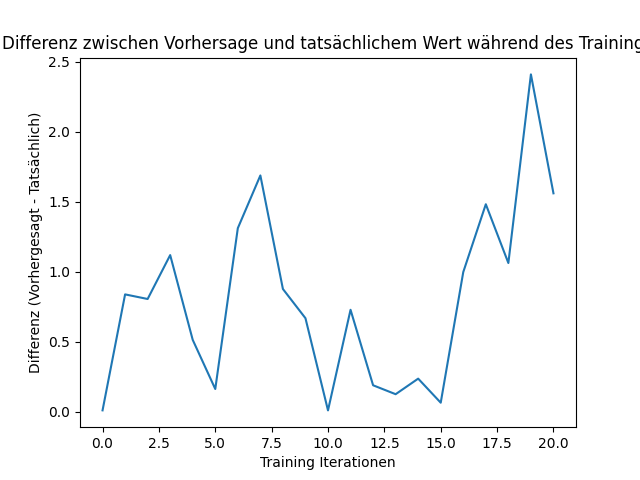 Differenz zwischen Vorhersage und tatsächlichem Wert während des Training
2.5
2.0
1.5
1.0
0.5
0.0
Differenz (Vorhergesagt - Tatsächlich)
0.0 2.5 5.0 7.5 10.0 12.5 15.0 17.5 20.0
Training Iterationen